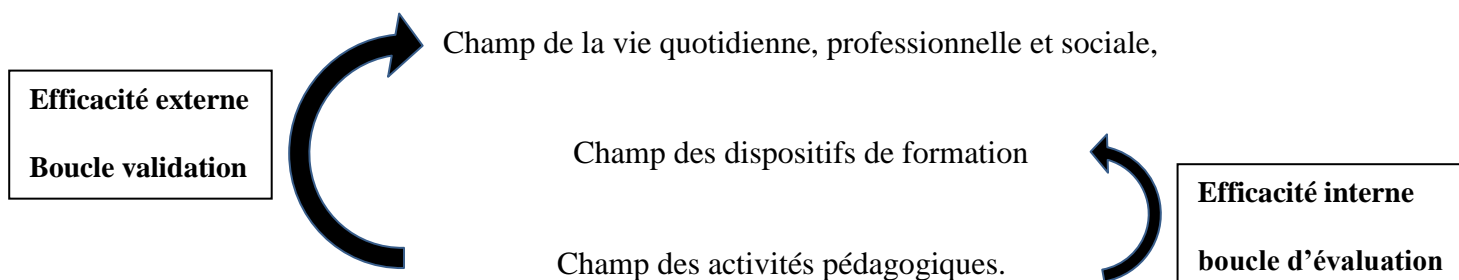 Champ de la vie quotidienne, professionnelle et sociale,
Efficacité externe
Boucle validation
Champ des dispositifs de formation
Efficacité interne
boucle d'évaluation
Champ des activités pédagogiques.